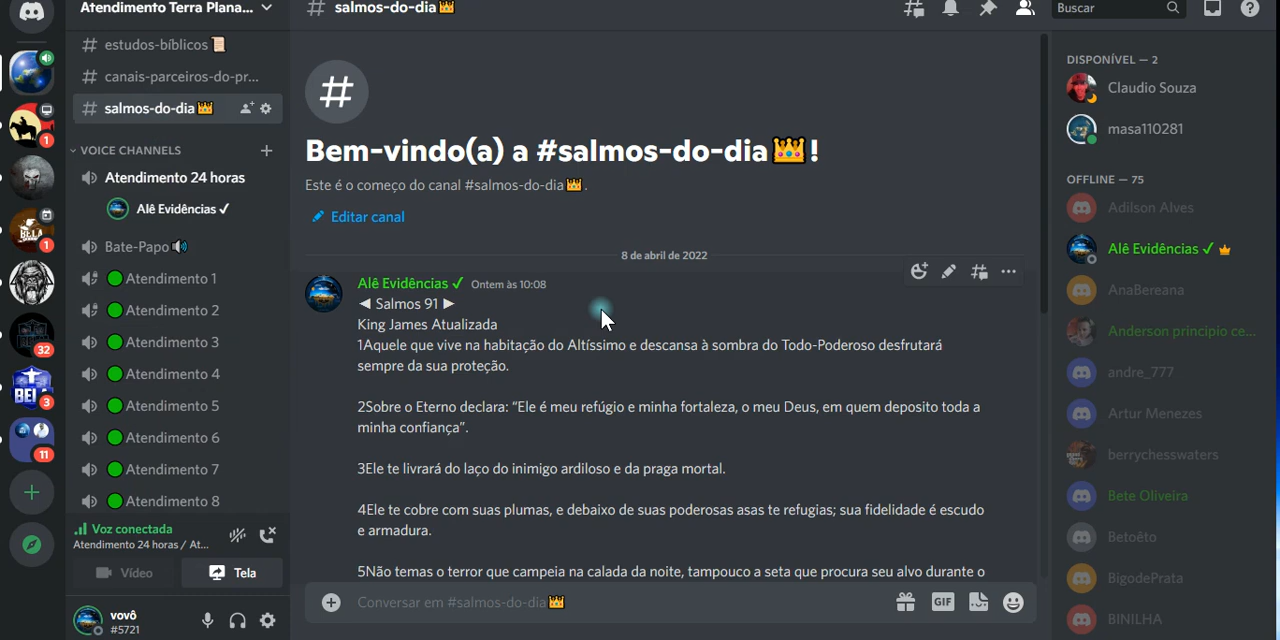 Atendimento Terra Plana...
estudos-bíblicos
canais-parceiros-do-pr...
salmos-do-dia
VOICE CHANNELS
Atendimento 24 horas
Alê Evidências ✓
Bate-Papo
Atendimento 1
Atendimento 2
Atendimento 3
Atendimento 4
Atendimento 5
Atendimento 6
Atendimento 7
Atendimento 8
Voz conectada
Atendimento 24 horas / At...
Vídeo
Tela
vovô
#5721
1
1
32
3
11
# salmos-do-dia
Buscar
Bem-vindo(a) a #salmos-do-dia👑!
Este é o começo do canal #salmos-do-dia👑.
Editar canal
8 de abril de 2022
Alê Evidências ✓ Ontem às 10:08
◄ Salmos 91 ►
King James Atualizada
1Aquele que vive na habitação do Altíssimo e descansa à sombra do Todo-Poderoso desfrutará
sempre da sua proteção.
2Sobre o Eterno declara: “Ele é meu refúgio e minha fortaleza, o meu Deus, em quem deposito toda a
minha confiança”.
3Ele te livrará do laço do inimigo ardiloso e da praga mortal.
4Ele te cobre com suas plumas, e debaixo de suas poderosas asas te refugias; sua fidelidade é escudo
e armadura.
5Não temas o terror que campeia na calada da noite, tampouco a seta que procura seu alvo durante o
Conversar em #salmos-do-dia👑
GIF
DISPONÍVEL — 2
Claudio Souza
masa110281
OFFLINE — 75
Adilson Alves
Alê Evidências ✓
AnaBereana
Anderson principio ce...
andre_777
Artur Menezes
berrychesswaters
Bete Oliveira
Betoêto
BigodePrata
BINILHA